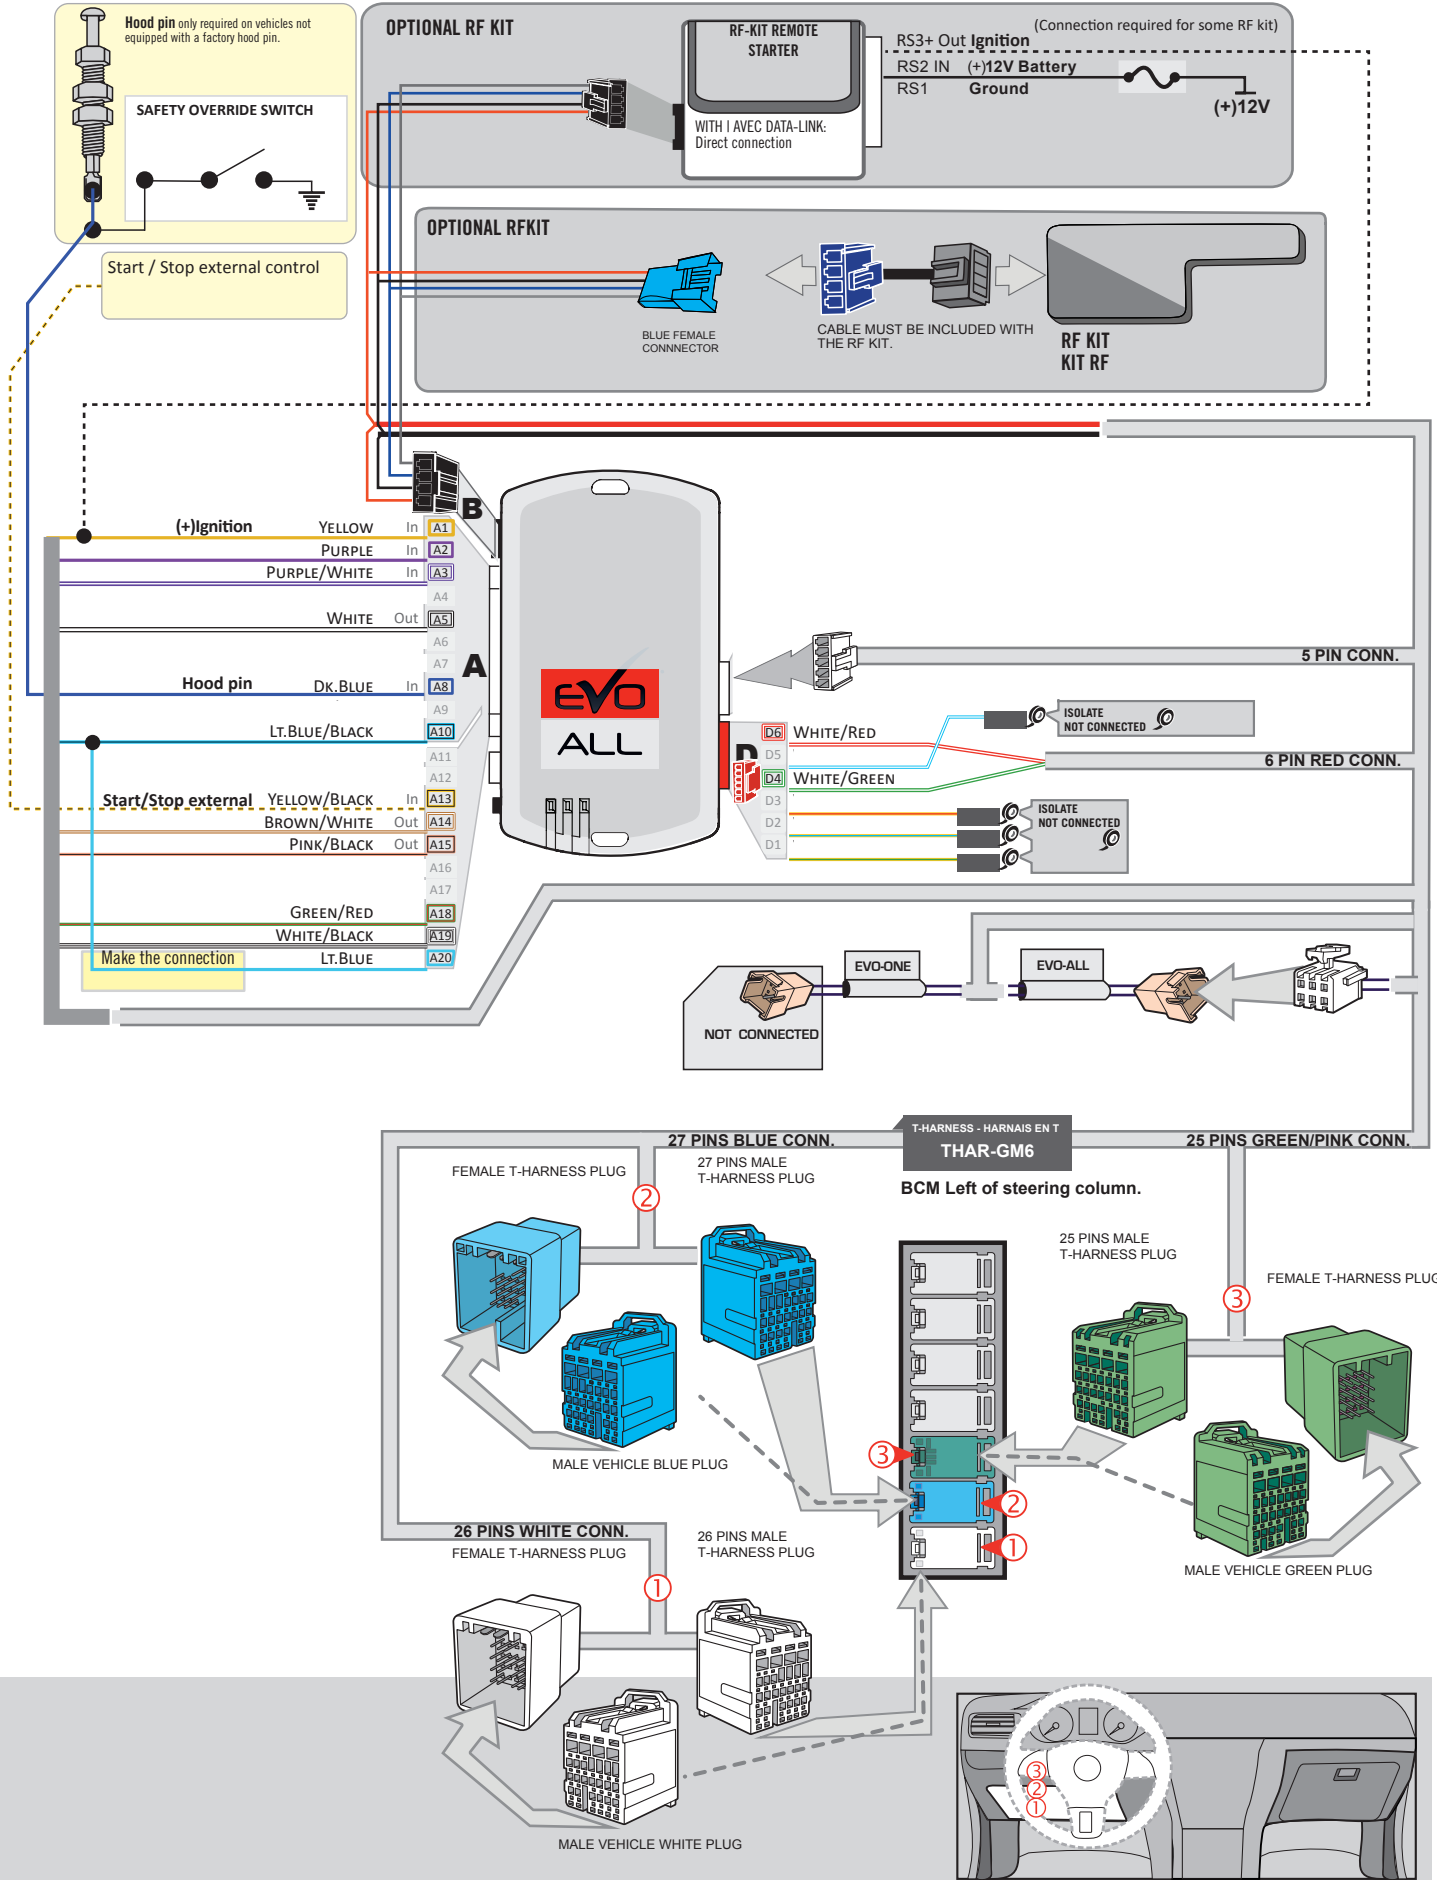 Hood pin only required on vehicles not
equipped with a factory hood pin.
SAFETY OVERRIDE SWITCH
Start / Stop external control
OPTIONAL RF KIT
RF-KIT REMOTE
STARTER
WITH | AVEC DATA-LINK:
Direct connection
(Connection required for some RF kit)
RS3+ Out Ignition
RS2 IN (+)12V Battery
RS1 Ground
(+)12V
OPTIONAL RFKIT
BLUE FEMALE
CONNNECTOR
CABLE MUST BE INCLUDED WITH
THE RF KIT.
RF KIT
KIT RF
B
A
(+)Ignition YELLOW In A1
PURPLE In A2
PURPLE/WHITE In A3
A4
WHITE Out A5
A6
A7
Hood pin DK.BLUE In A8
A9
LT.BLUE/BLACK A10
A11
A12
Start/Stop external YELLOW/BLACK In A13
BROWN/WHITE Out A14
PINK/BLACK Out A15
A16
A17
GREEN/RED A18
WHITE/BLACK A19
Make the connection LT.BLUE A20
EVO
ALL
5 PIN CONN.
D
D6 WHITE/RED
D5
D4 WHITE/GREEN
D3
D2
D1
ISOLATE
NOT CONNECTED
6 PIN RED CONN.
ISOLATE
NOT CONNECTED
EVO-ONE
EVO-ALL
NOT CONNECTED
T-HARNESS - HARNAIS EN T
THAR-GM6
27 PINS BLUE CONN.
25 PINS GREEN/PINK CONN.
BCM Left of steering column.
FEMALE T-HARNESS PLUG
27 PINS MALE
T-HARNESS PLUG
2
MALE VEHICLE BLUE PLUG
25 PINS MALE
T-HARNESS PLUG
FEMALE T-HARNESS PLUG
3
MALE VEHICLE GREEN PLUG
3
2
1
26 PINS WHITE CONN.
FEMALE T-HARNESS PLUG
26 PINS MALE
T-HARNESS PLUG
1
MALE VEHICLE WHITE PLUG
3
2
1